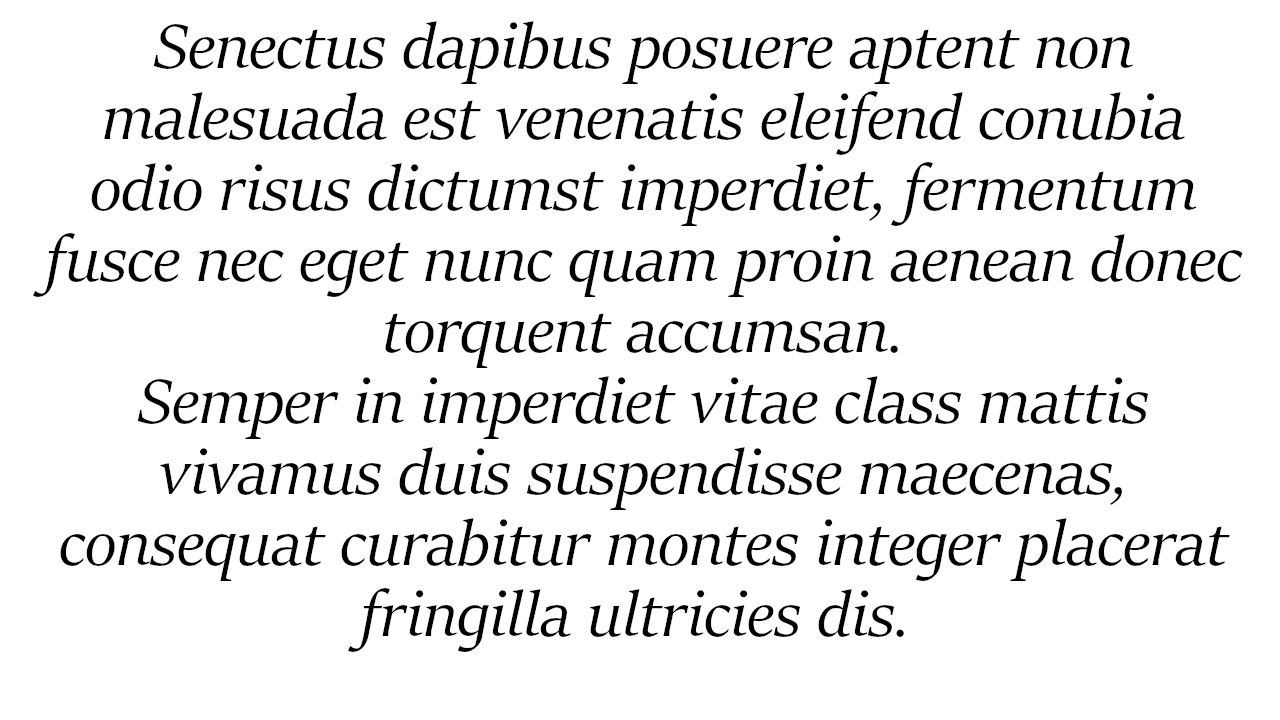 Senectus dapibus posuere aptent non
malesuada est venenatis eleifend conubia
odio risus dictumst imperdiet, fermentum
fusce nec eget nunc quam proin aenean donec
torquent accumsan.
Semper in imperdiet vitae class mattis
vivamus duis suspendisse maecenas,
consequat curabitur montes integer placerat
fringilla ultricies dis.